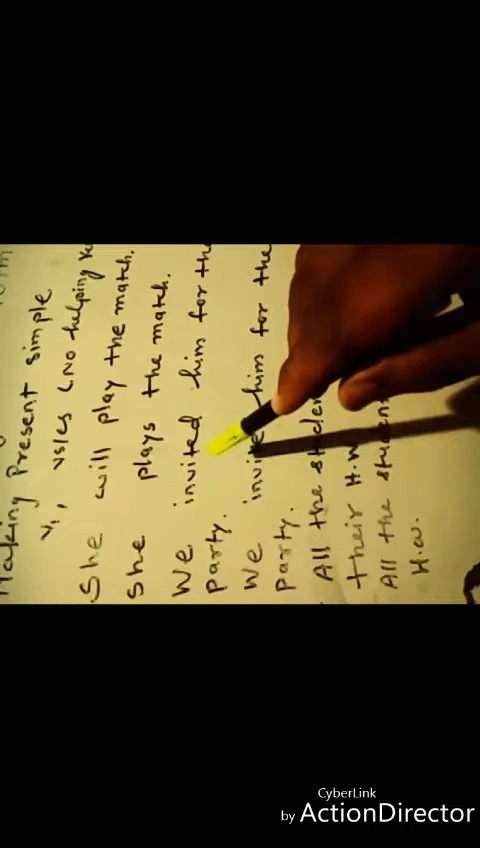 Making Present simple
V1, vs/es (No helping
She will play the match.
She plays the match.
We invited him for the
party.
We invite him for the
party.
All the
their H.W
All the
H.W.
CyberLink
by ActionDirector